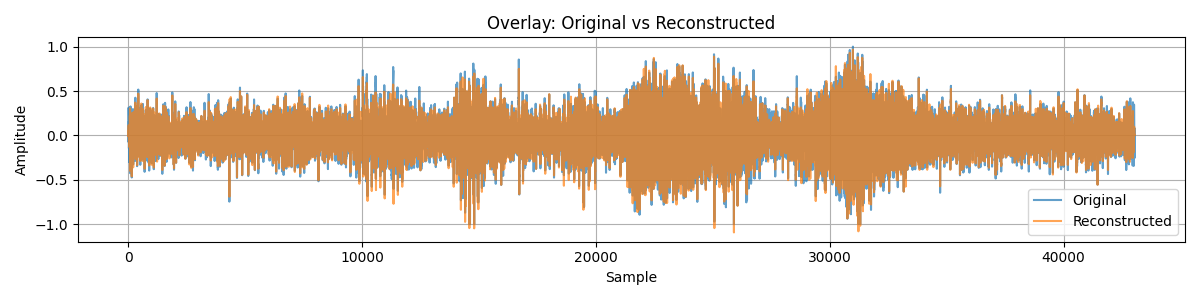 Overlay: Original vs Reconstructed
1.0
0.5
0.0
−0.5
−1.0
Amplitude
0
10000
20000
30000
40000
Sample
Original
Reconstructed